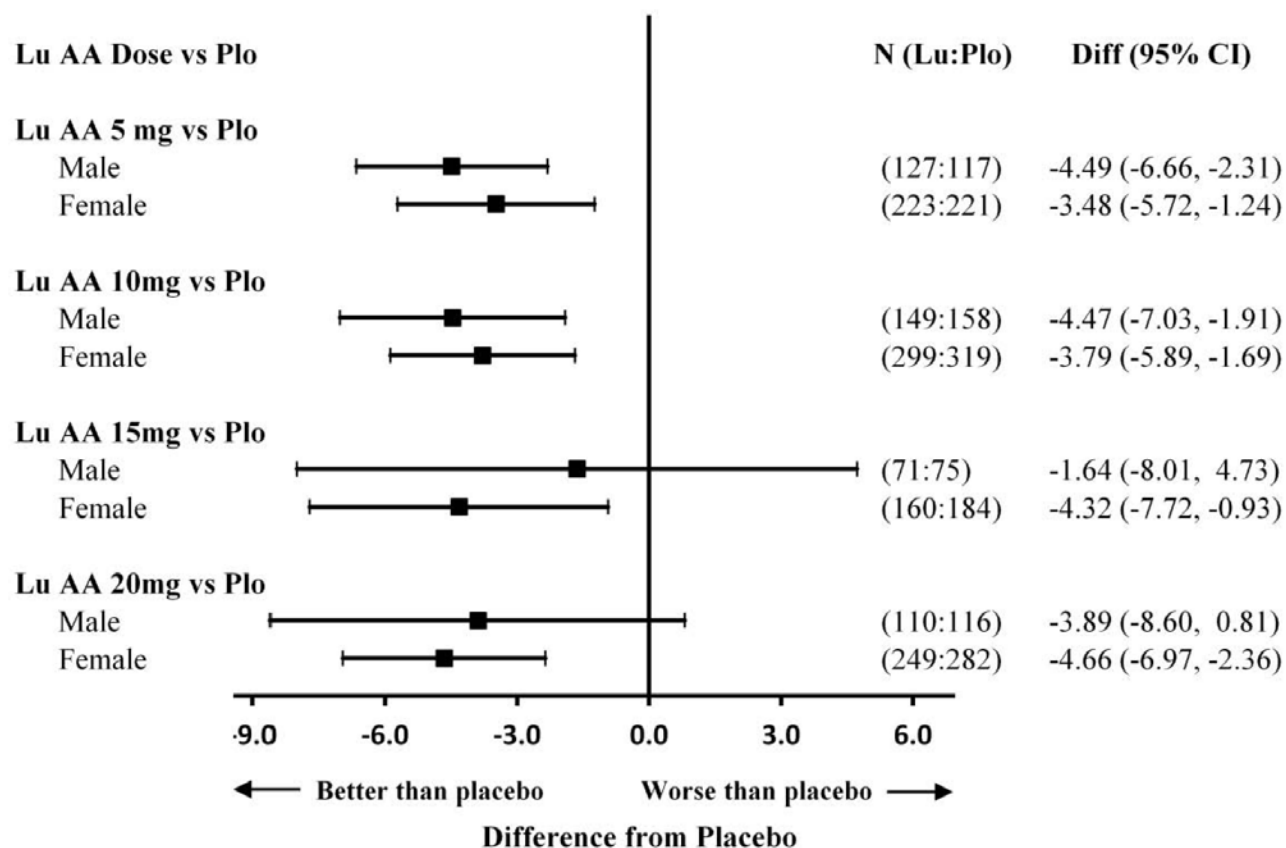 Lu AA Dose vs Plo N (Lu:Plo) Diff (95% CI)
Lu AA 5 mg vs Plo
Male (127:117) -4.49 (-6.66, -2.31)
Female (223:221) -3.48 (-5.72, -1.24)
Lu AA 10mg vs Plo
Male (149:158) -4.47 (-7.03, -1.91)
Female (299:319) -3.79 (-5.89, -1.69)
Lu AA 15mg vs Plo
Male (71:75) -1.64 (-8.01, 4.73)
Female (160:184) -4.32 (-7.72, -0.93)
Lu AA 20mg vs Plo
Male (110:116) -3.89 (-8.60, 0.81)
Female (249:282) -4.66 (-6.97, -2.36)
-9.0 -6.0 -3.0 0.0 3.0 6.0
Better than placebo Worse than placebo
Difference from Placebo